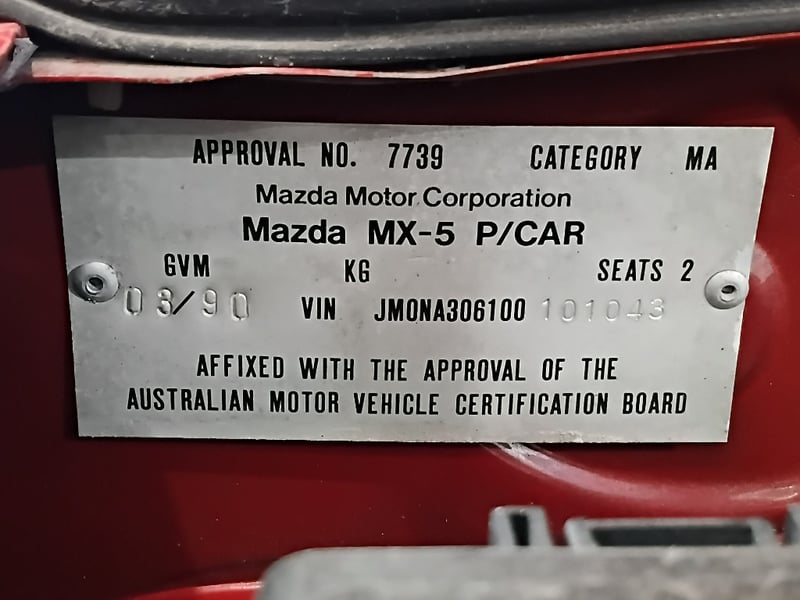 APPROVAL NO. 7739 CATEGORY MA
Mazda Motor Corporation
Mazda MX-5 P/CAR
GVM KG SEATS 2
03/90 VIN JM0NA306100 101043
AFFIXED WITH THE APPROVAL OF THE
AUSTRALIAN MOTOR VEHICLE CERTIFICATION BOARD